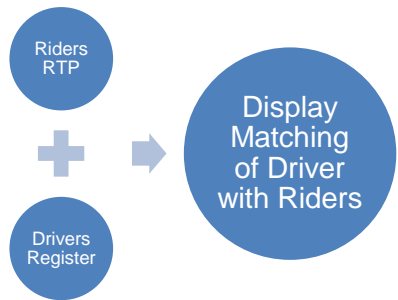 Riders
RTP
Drivers
Register
Display
Matching
of Driver
with Riders